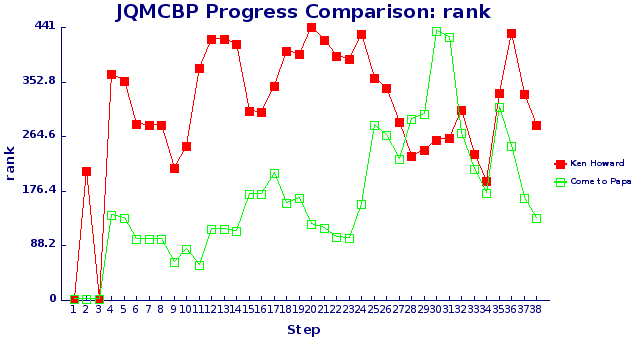 JQMCBP Progress Comparison: rank
441
352.8
264.6
176.4
88.2
0
rank
1 2 3 4 5 6 7 8 9 10 11 12 13 14 15 16 17 18 19 20 21 22 23 24 25 26 27 28 29 30 31 32 33 34 35 36 37 38
Step
Ken Howard
Come to Papa